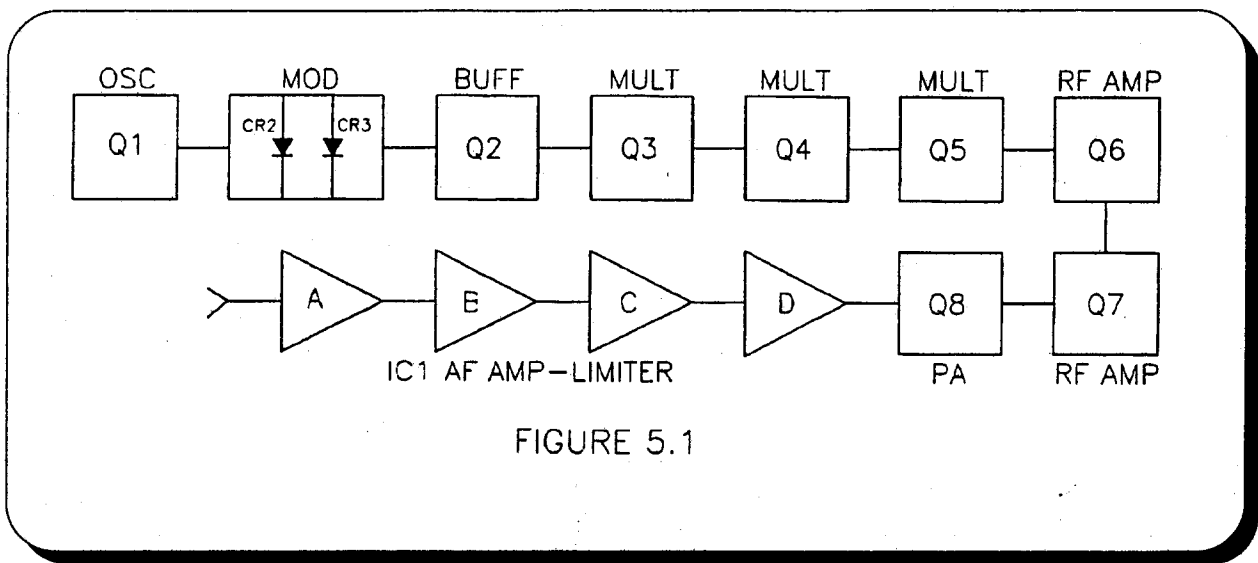 OSC MOD BUFF MULT MULT MULT RF AMP
Q1 CR2 CR3 Q2 Q3 Q4 Q5 Q6
A B C D Q8 Q7
IC1 AF AMP-LIMITER PA RF AMP
FIGURE 5.1